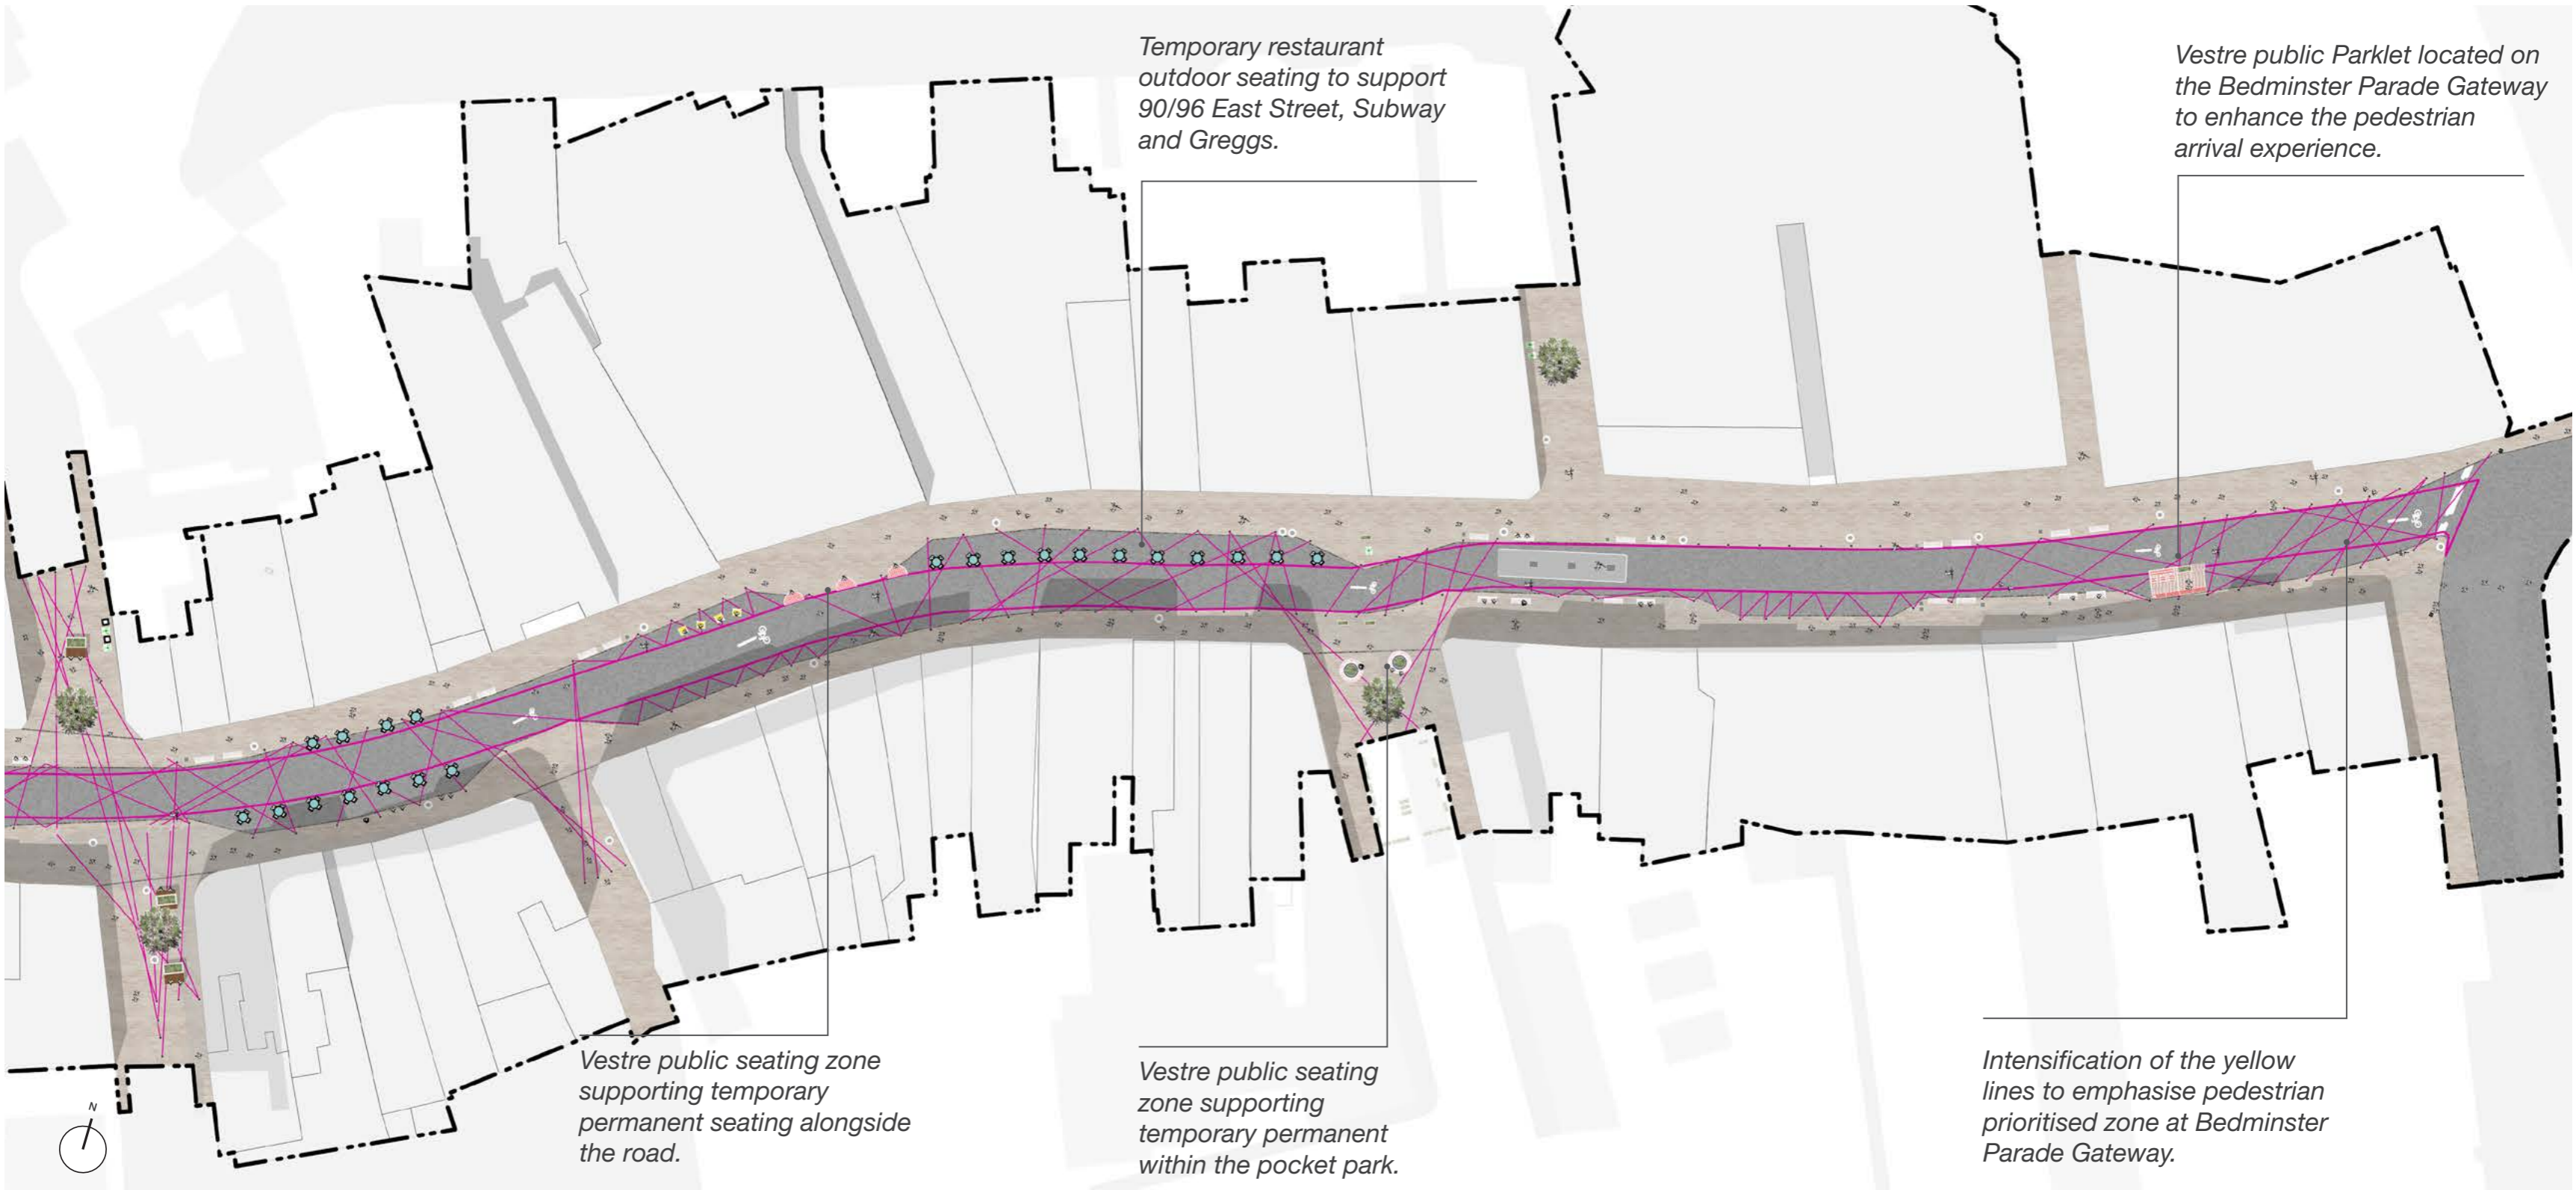 Temporary restaurant
outdoor seating to support
90/96 East Street, Subway
and Greggs.
Vestre public Parklet located on
the Bedminster Parade Gateway
to enhance the pedestrian
arrival experience.
N
Vestre public seating zone
supporting temporary
permanent seating alongside
the road.
Vestre public seating
zone supporting
temporary permanent
within the pocket park.
Intensification of the yellow
lines to emphasise pedestrian
prioritised zone at Bedminster
Parade Gateway.